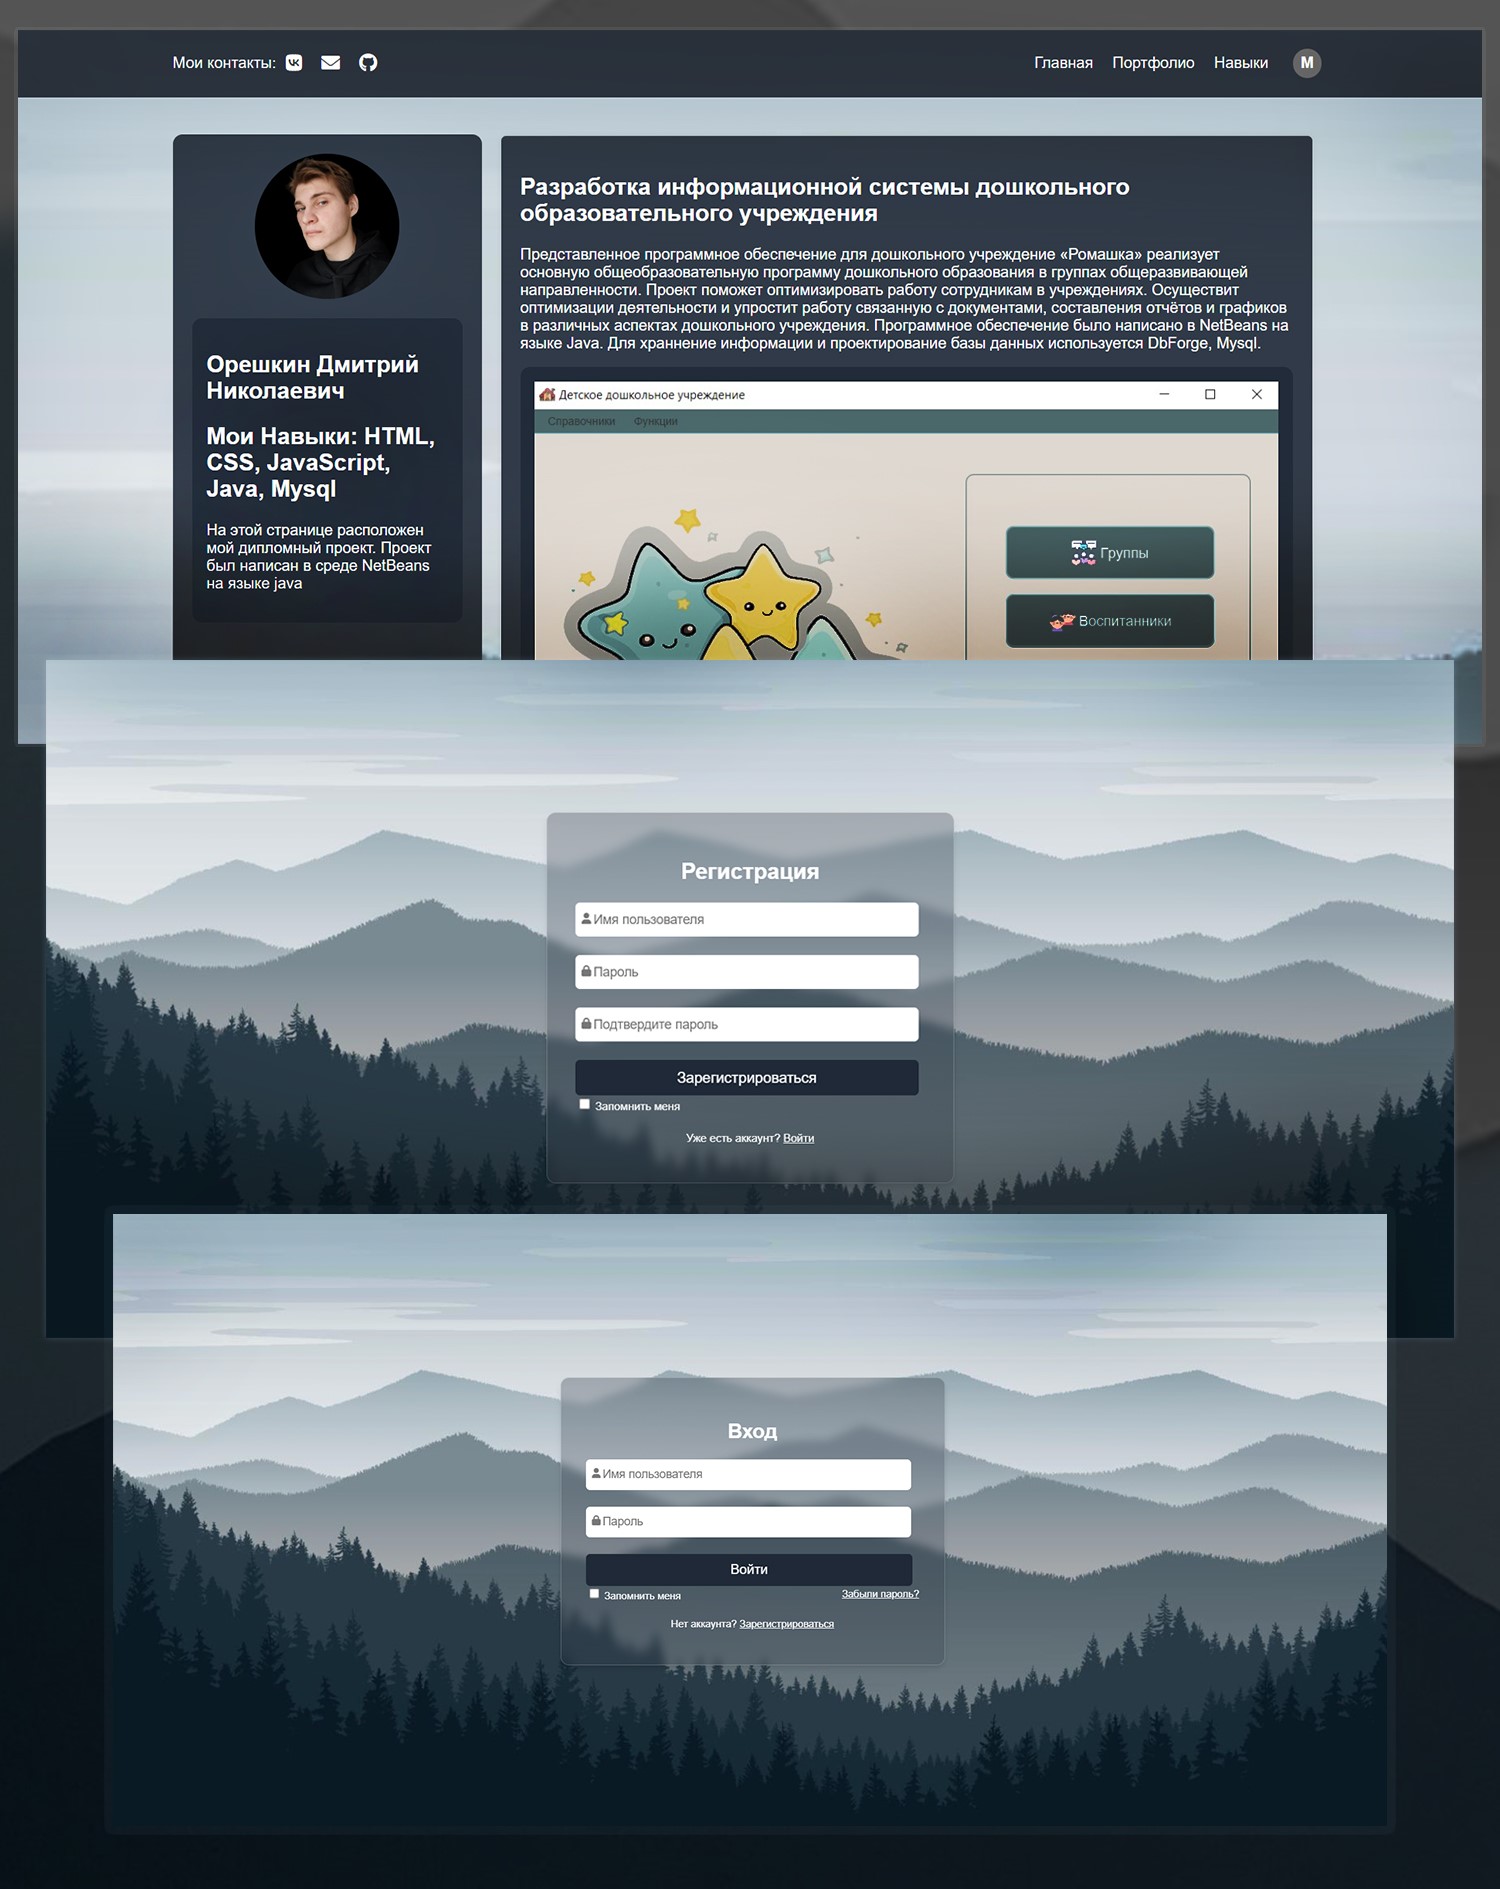 Мои контакты:
Главная Портфолио Навыки M
Орешкин Дмитрий
Николаевич
Мои Навыки: HTML,
CSS, JavaScript,
Java, Mysql
На этой странице расположен
мой дипломный проект. Проект
был написан в среде NetBeans
на языке java
Разработка информационной системы дошкольного
образовательного учреждения
Представленное программное обеспечение для дошкольного учреждение «Ромашка» реализует
основную общеобразовательную программу дошкольного образования в группах общеразвивающей
направленности. Проект поможет оптимизировать работу сотрудникам в учреждениях. Осуществит
оптимизации деятельности и упростит работу связанную с документами, составления отчётов и графиков
в различных аспектах дошкольного учреждения. Программное обеспечение было написано в NetBeans на
языке Java. Для храннение информации и проектирование базы данных используется DbForge, Mysql.
Детское дошкольное учреждение
Справочники Функции
Группы
Воспитанники
Регистрация
Имя пользователя
Пароль
Подтвердите пароль
Зарегистрироваться
Запомнить меня
Уже есть аккаунт? Войти
Вход
Имя пользователя
Пароль
Войти
Запомнить меня Забыли пароль?
Нет аккаунта? Зарегистрироваться